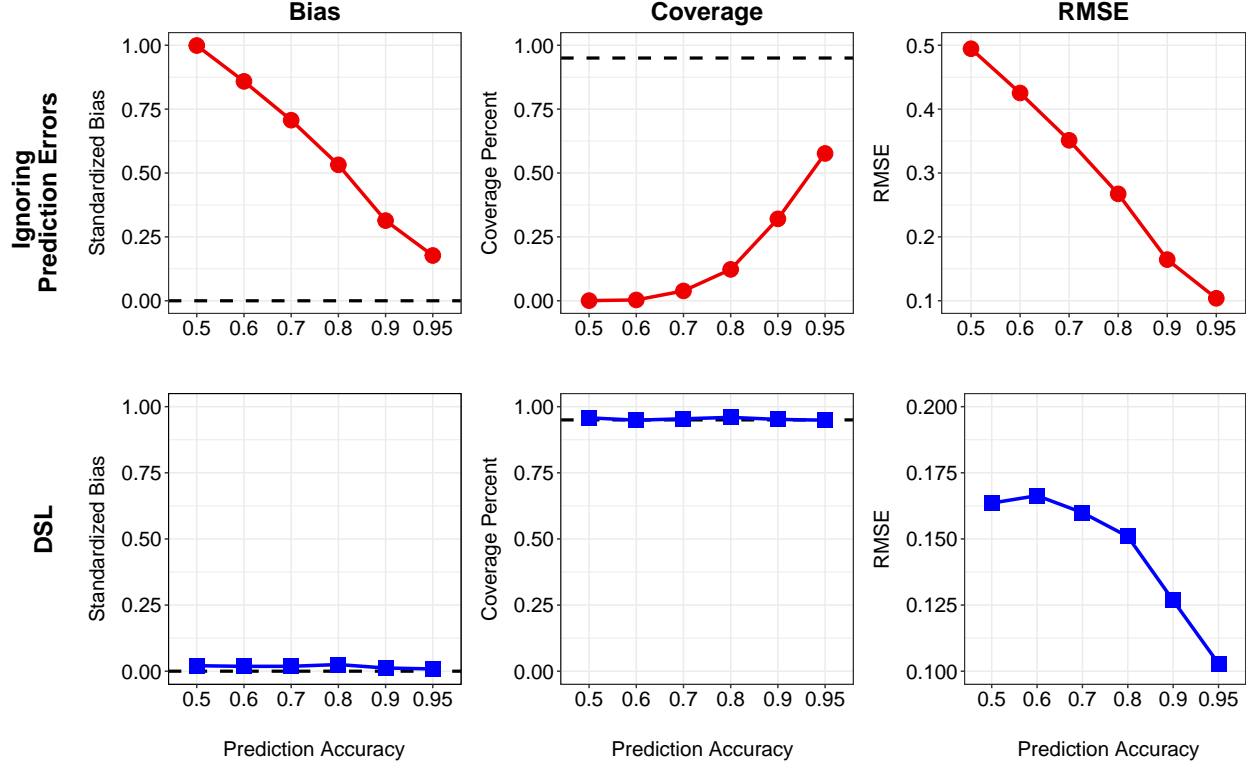 Bias
Coverage
RMSE
Ignoring
Prediction Errors
Standardized Bias
1.00
0.75
0.50
0.25
0.00
0.5 0.6 0.7 0.8 0.9 0.95
Coverage Percent
1.00
0.75
0.50
0.25
0.00
0.5 0.6 0.7 0.8 0.9 0.95
RMSE
0.5
0.4
0.3
0.2
0.1
0.5 0.6 0.7 0.8 0.9 0.95
DSL
Standardized Bias
1.00
0.75
0.50
0.25
0.00
0.5 0.6 0.7 0.8 0.9 0.95
Prediction Accuracy
Coverage Percent
1.00
0.75
0.50
0.25
0.00
0.5 0.6 0.7 0.8 0.9 0.95
Prediction Accuracy
RMSE
0.200
0.175
0.150
0.125
0.100
0.5 0.6 0.7 0.8 0.9 0.95
Prediction Accuracy